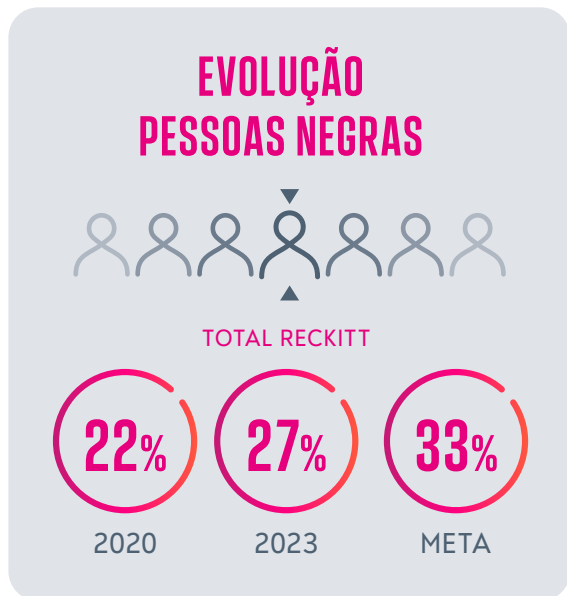 EVOLUÇÃO
PESSOAS NEGRAS
TOTAL RECKITT
22% 27% 33%
2020 2023 META